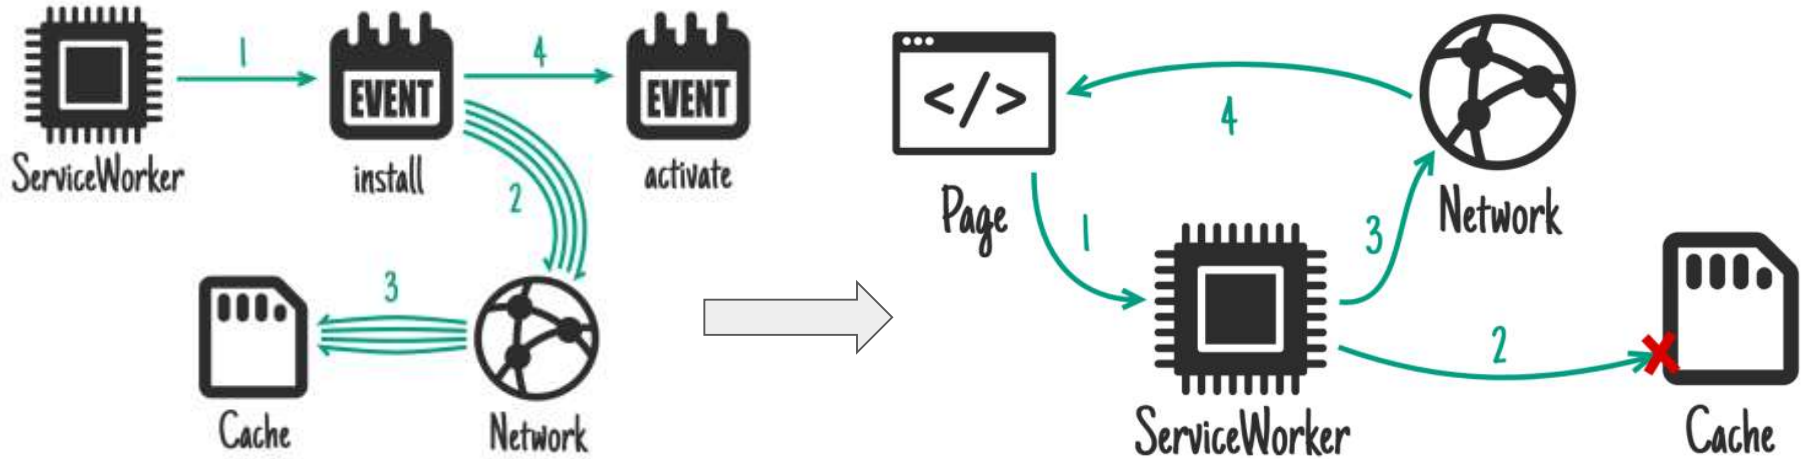 1
4
EVENT
EVENT
ServiceWorker
install
activate
2
3
Cache
Network
</>
4
Page
Network
1
3
2
ServiceWorker
Cache